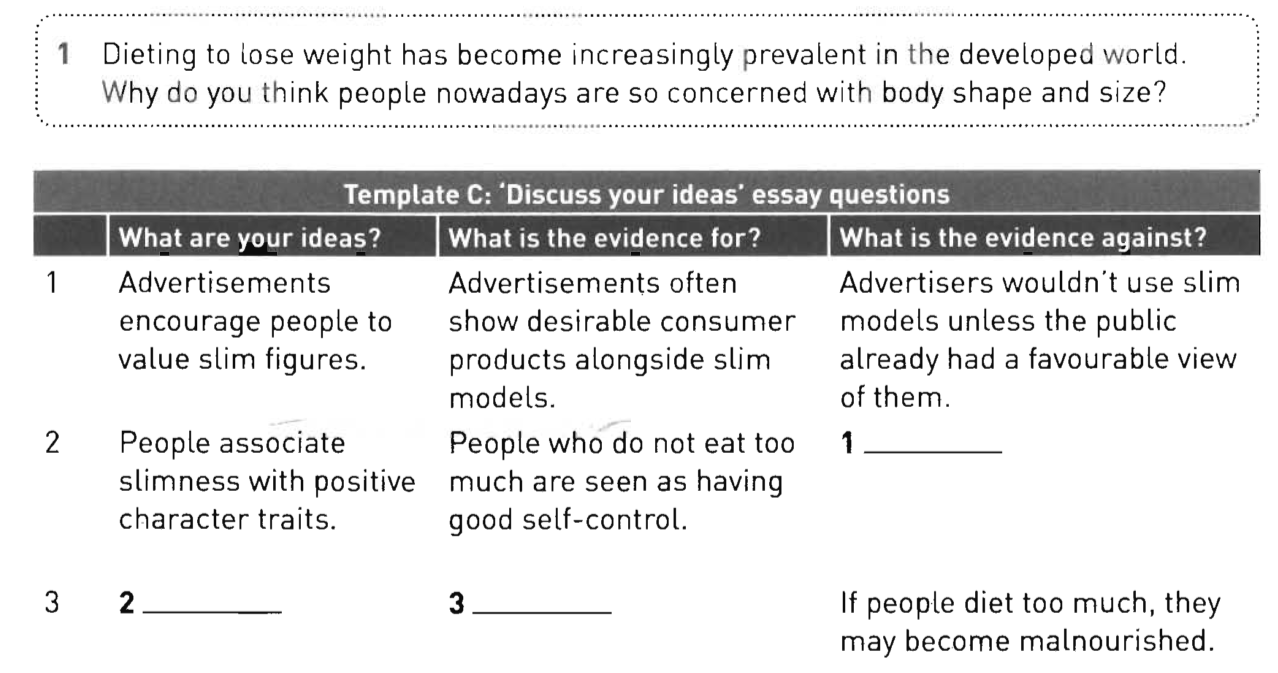 1 Dieting to lose weight has become increasingly prevalent in the developed world.
Why do you think people nowadays are so concerned with body shape and size?
Template C: 'Discuss your ideas' essay questions
What are your ideas? What is the evidence for? What is the evidence against?
1 Advertisements Advertisements often Advertisers wouldn't use slim
encourage people to show desirable consumer models unless the public
value slim figures. products alongside slim already had a favourable view
models. of them.
2 People associate People who do not eat too 1 ________
slimness with positive much are seen as having
character traits. good self-control.
3 2 ________ 3 ________ If people diet too much, they
may become malnourished.